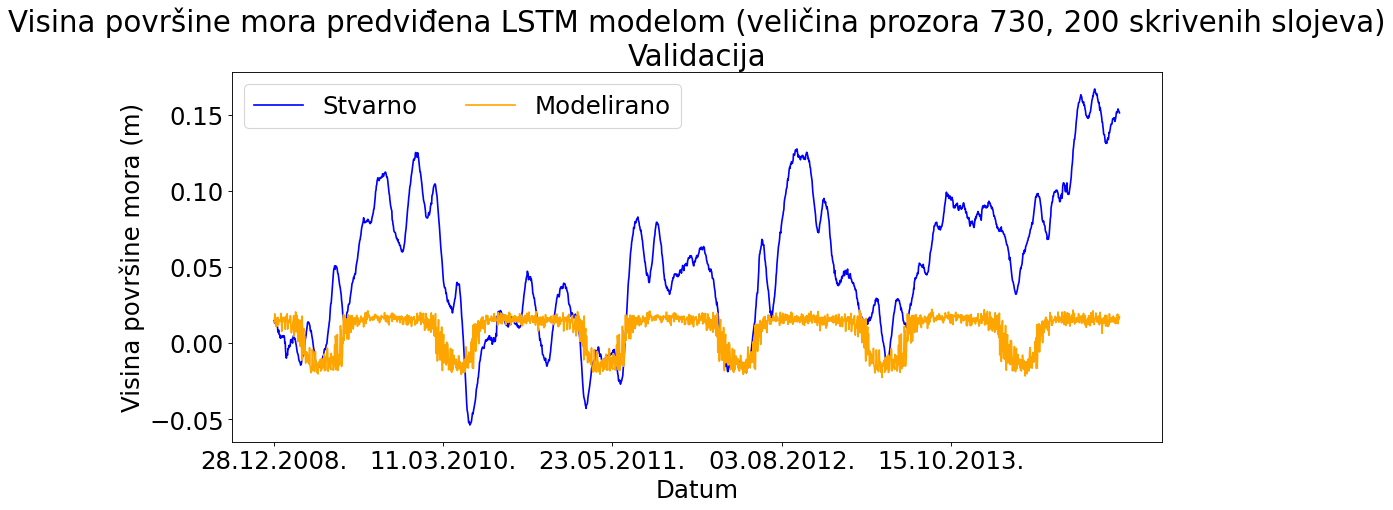 Visina površine mora predviđena LSTM modelom (veličina prozora 730, 200 skrivenih slojeva)
Validacija
Stvarno
Modelirano
Visina površine mora (m)
0.15
0.10
0.05
0.00
−0.05
28.12.2008.
11.03.2010.
23.05.2011.
03.08.2012.
15.10.2013.
Datum